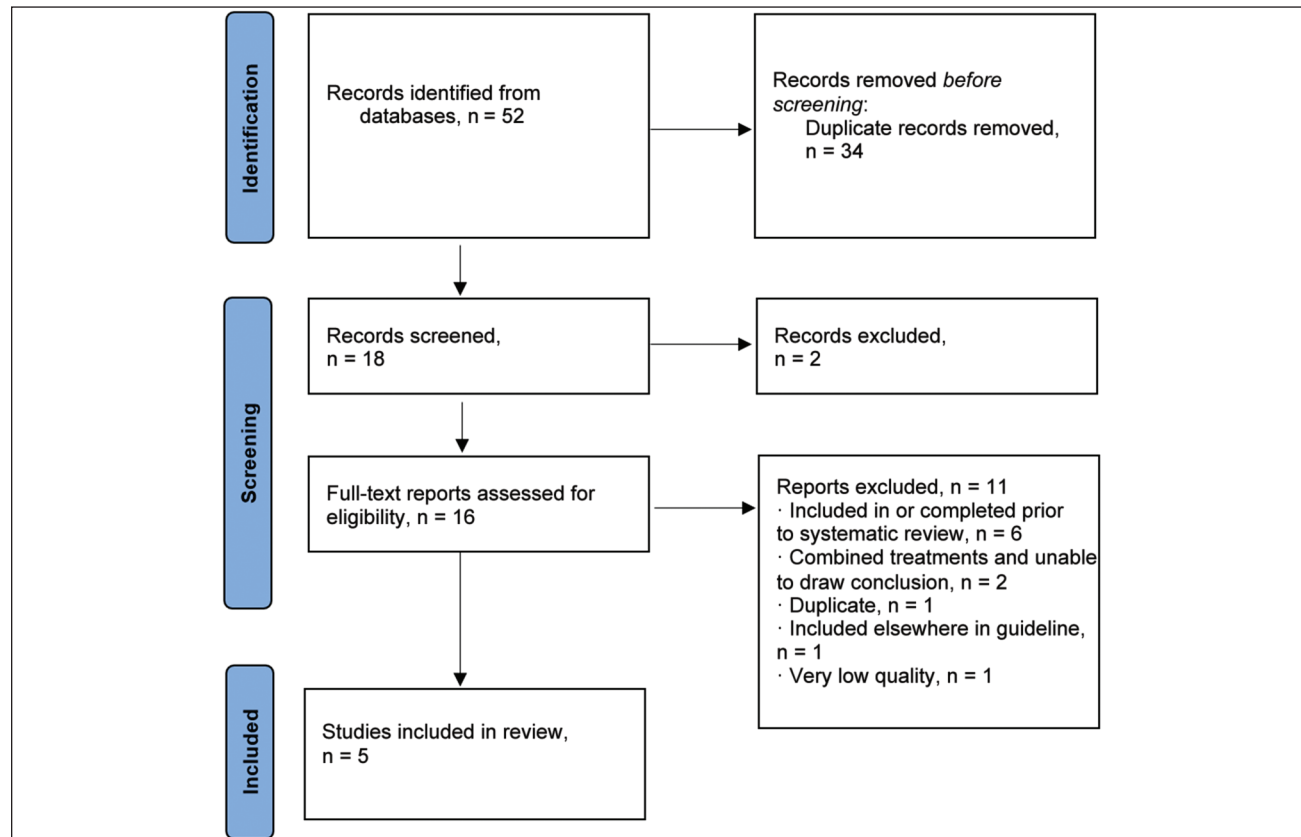 Identification
Records identified from
databases, n = 52
Records removed before
screening:
Duplicate records removed,
n = 34
Screening
Records screened,
n = 18
Records excluded,
n = 2
Full-text reports assessed for
eligibility, n = 16
Reports excluded, n = 11
· Included in or completed prior
to systematic review, n = 6
· Combined treatments and unable
to draw conclusion, n = 2
· Duplicate, n = 1
· Included elsewhere in guideline,
n = 1
· Very low quality, n = 1
Included
Studies included in review,
n = 5